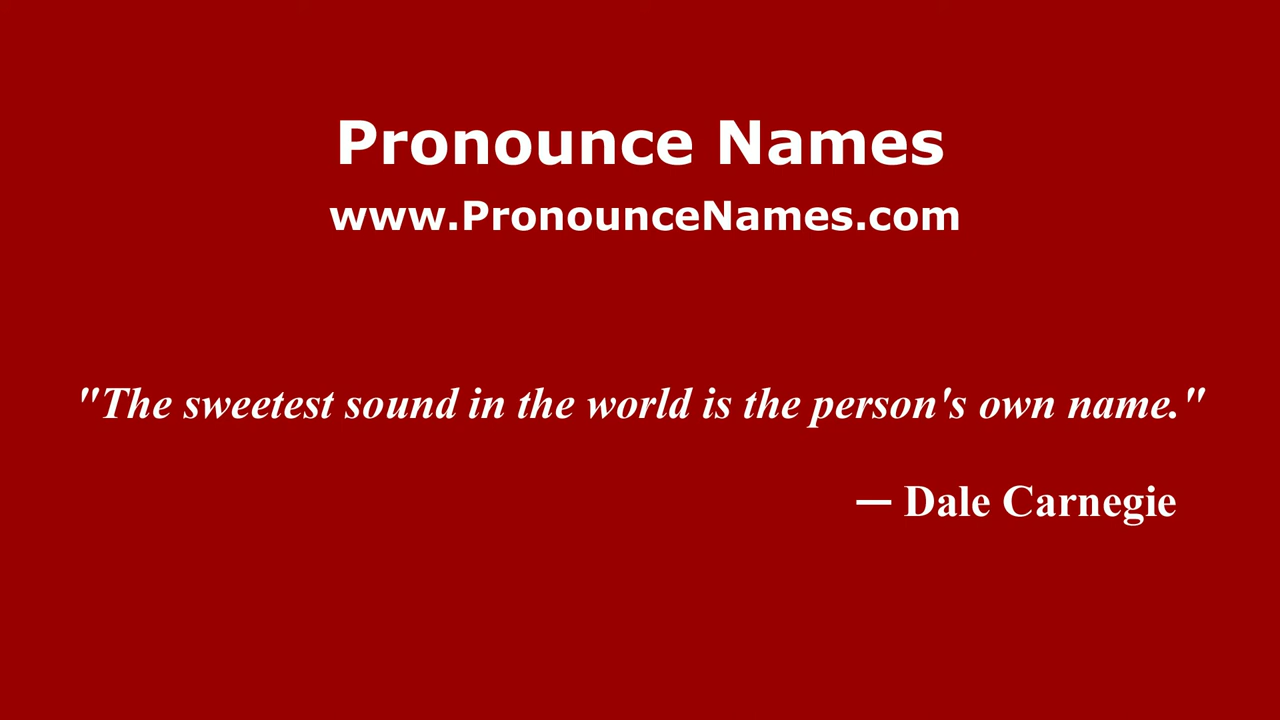 Pronounce Names
www.PronounceNames.com
"The sweetest sound in the world is the person's own name."
— Dale Carnegie